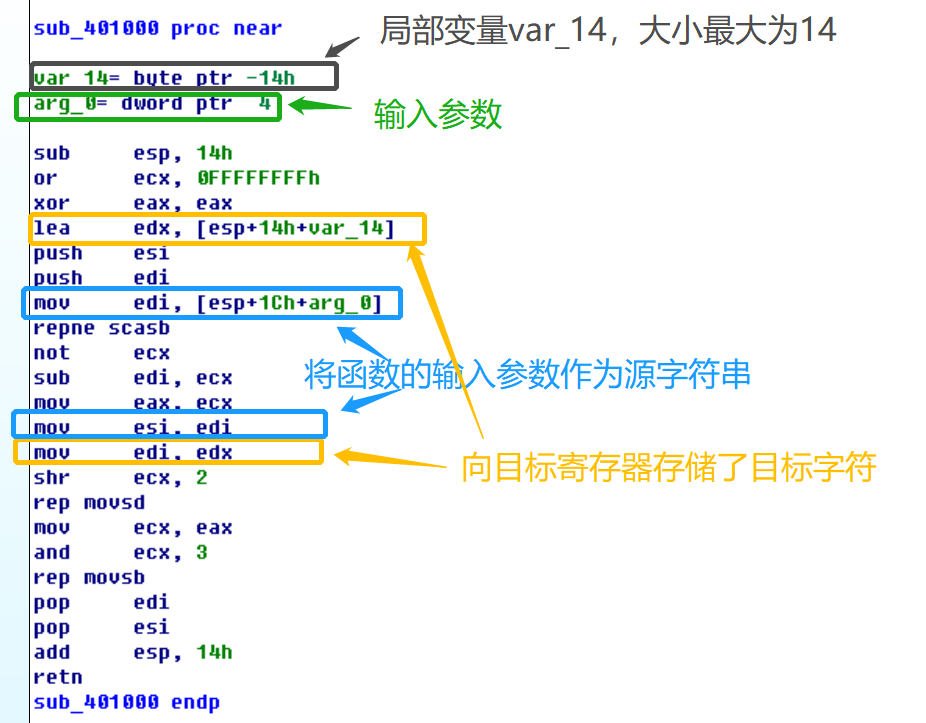 sub_401000 proc near
局部变量var_14，大小最大为14
var_14= byte ptr -14h
arg_0= dword ptr  4
输入参数
sub     esp, 14h
or      ecx, 0FFFFFFFFh
xor     eax, eax
lea     edx, [esp+14h+var_14]
push    esi
push    edi
mov     edi, [esp+1Ch+arg_0]
repne scasb
not     ecx
sub     edi, ecx
将函数的输入参数作为源字符串
mov     eax, ecx
mov     esi, edi
mov     edi, edx
向目标寄存器存储了目标字符
shr     ecx, 2
rep movsd
mov     ecx, eax
and     ecx, 3
rep movsb
pop     edi
pop     esi
add     esp, 14h
retn
sub_401000 endp